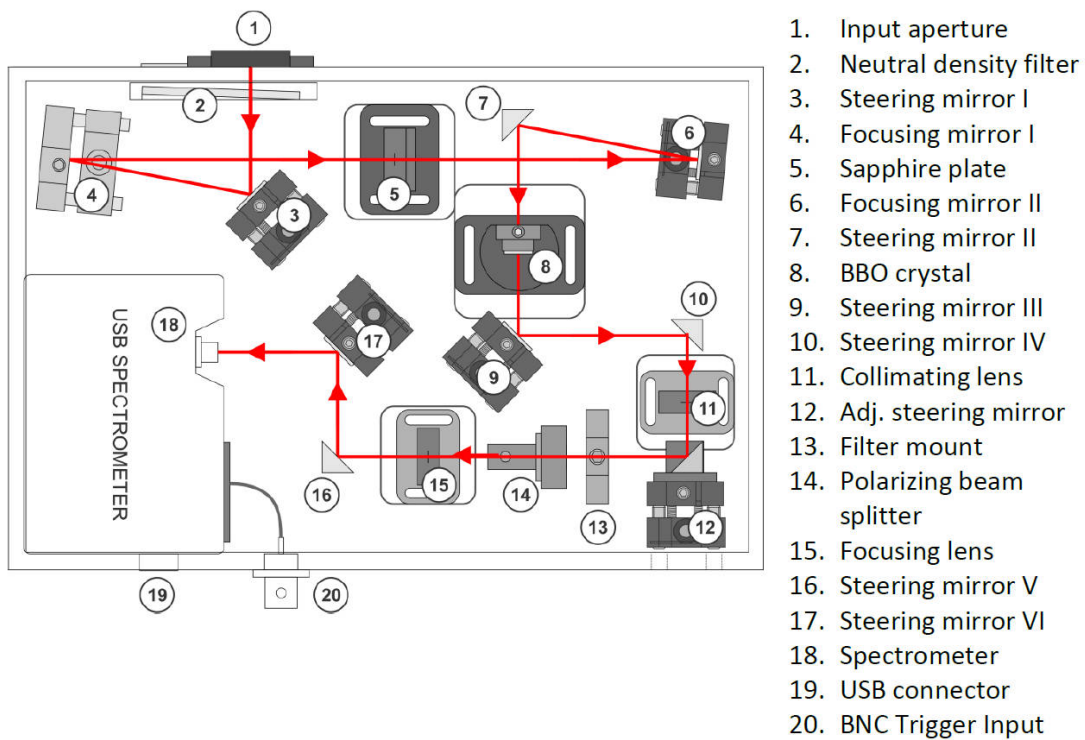 1
2
7
6
4
5
3
8
10
18
17
9
11
USB SPECTROMETER
16
15
14
13
12
19
20
1. Input aperture
2. Neutral density filter
3. Steering mirror I
4. Focusing mirror I
5. Sapphire plate
6. Focusing mirror II
7. Steering mirror II
8. BBO crystal
9. Steering mirror III
10. Steering mirror IV
11. Collimating lens
12. Adj. steering mirror
13. Filter mount
14. Polarizing beam
splitter
15. Focusing lens
16. Steering mirror V
17. Steering mirror VI
18. Spectrometer
19. USB connector
20. BNC Trigger Input